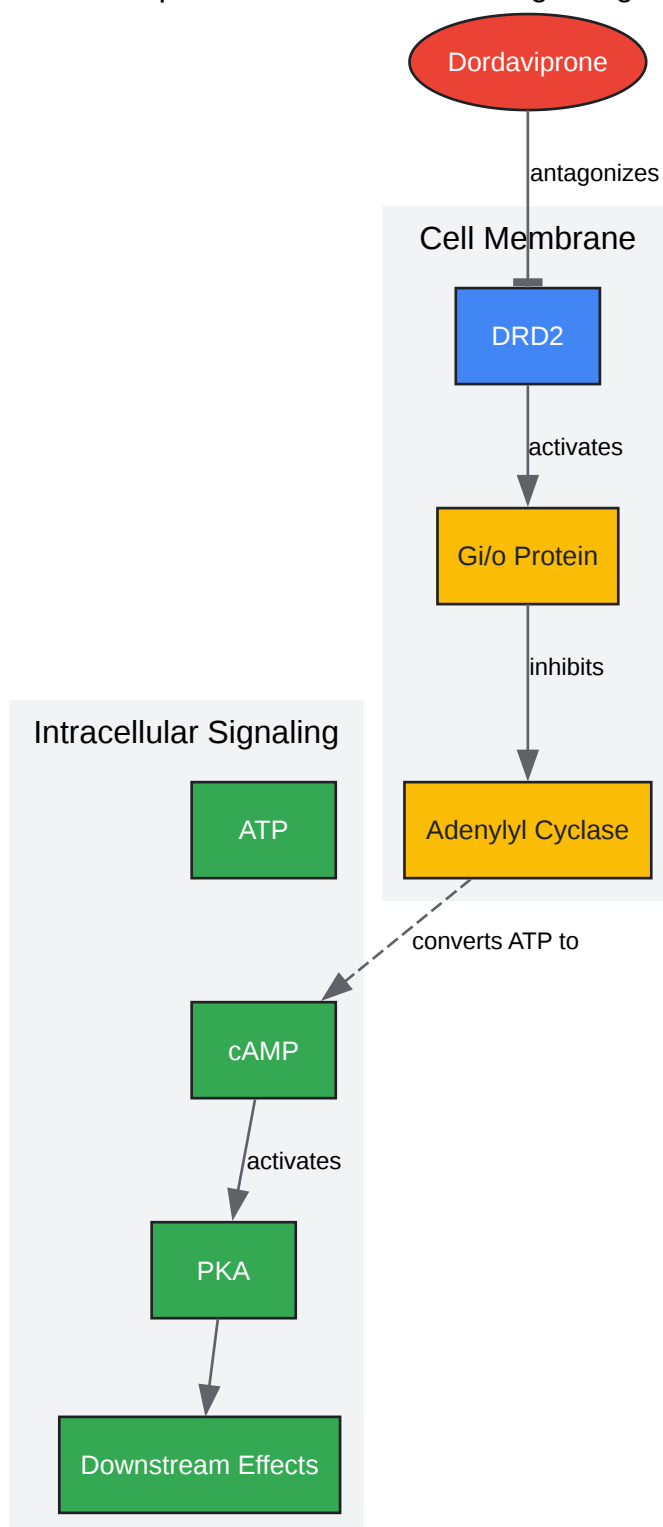 Dordaviprone
antagonizes
Cell Membrane
DRD2
activates
Gi/o Protein
inhibits
Intracellular Signaling
ATP
Adenylyl Cyclase
converts ATP to
cAMP
activates
PKA
Downstream Effects